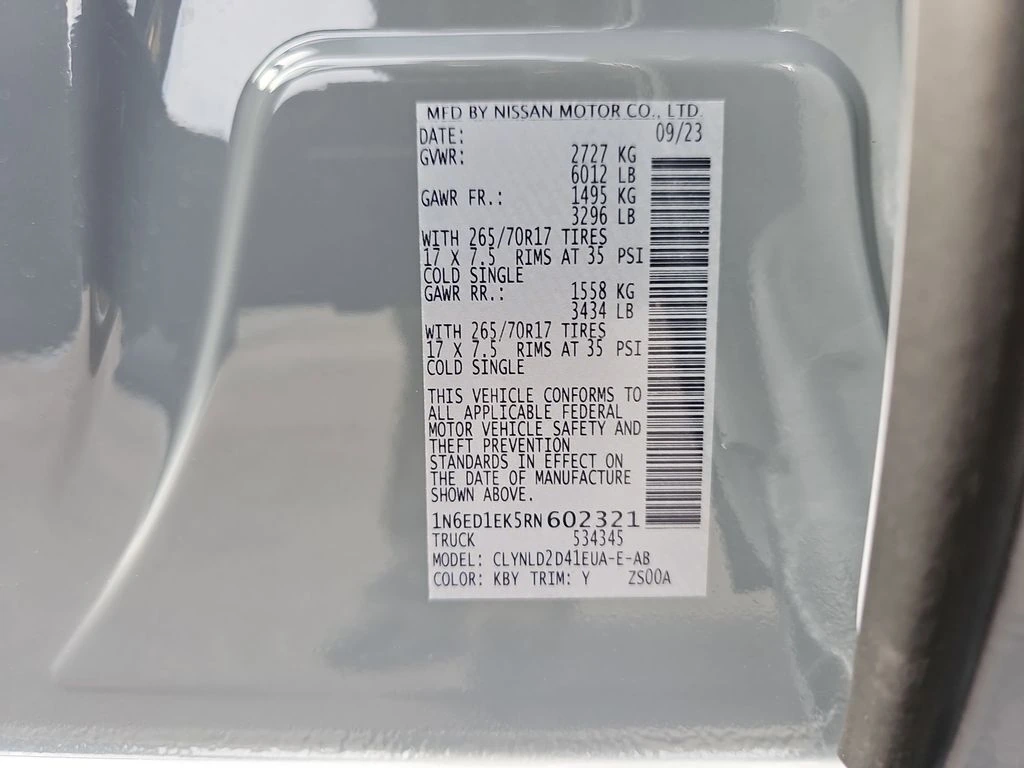 MFD BY NISSAN MOTOR CO., LTD.
DATE: 09/23
GVWR: 2727 KG
6012 LB
GAWR FR.: 1495 KG
3296 LB
WITH 265/70R17 TIRES
17 X 7.5 RIMS AT 35 PSI
COLD SINGLE
GAWR RR.: 1558 KG
3434 LB
WITH 265/70R17 TIRES
17 X 7.5 RIMS AT 35 PSI
COLD SINGLE
THIS VEHICLE CONFORMS TO
ALL APPLICABLE FEDERAL
MOTOR VEHICLE SAFETY AND
THEFT PREVENTION
STANDARDS IN EFFECT ON
THE DATE OF MANUFACTURE
SHOWN ABOVE.
1N6ED1EK5RN602321
TRUCK 534345
MODEL: CLYNLD2D41EUA-E-AB
COLOR: KBY TRIM: Y ZS00A